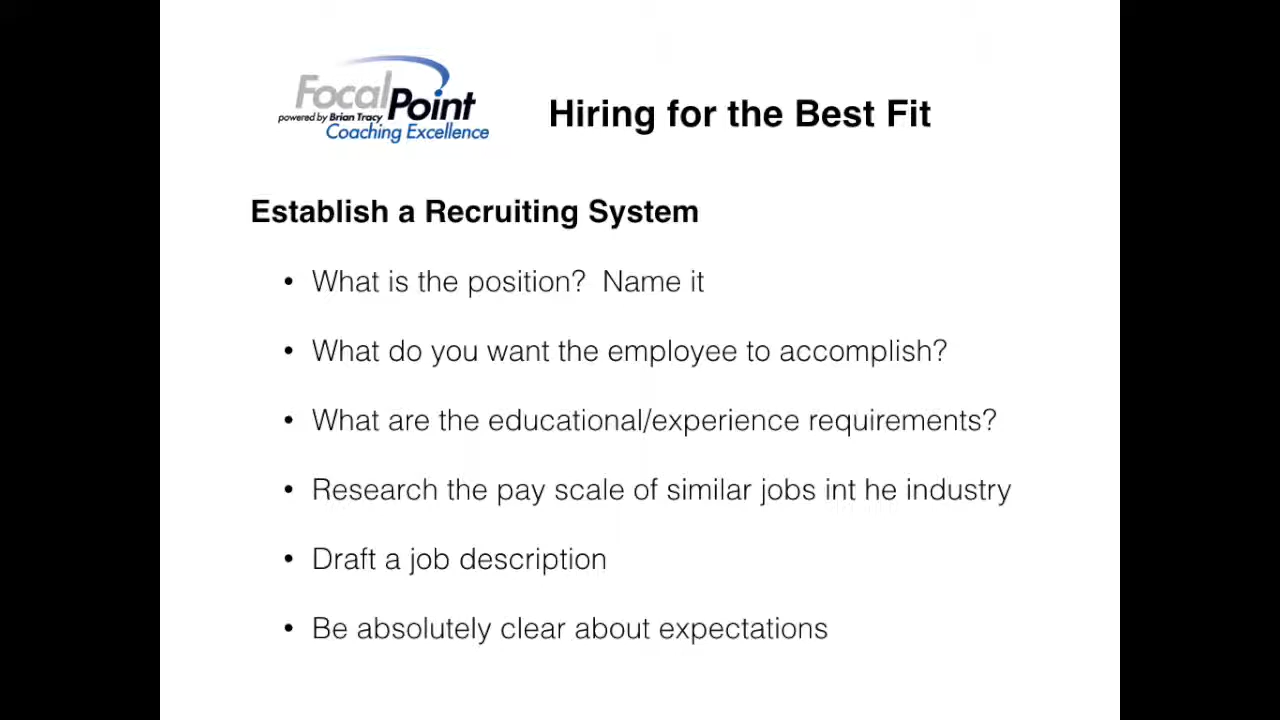 FocalPoint
powered by Brian Tracy
Coaching Excellence
Hiring for the Best Fit
Establish a Recruiting System
• What is the position?  Name it
• What do you want the employee to accomplish?
• What are the educational/experience requirements?
• Research the pay scale of similar jobs int he industry
• Draft a job description
• Be absolutely clear about expectations